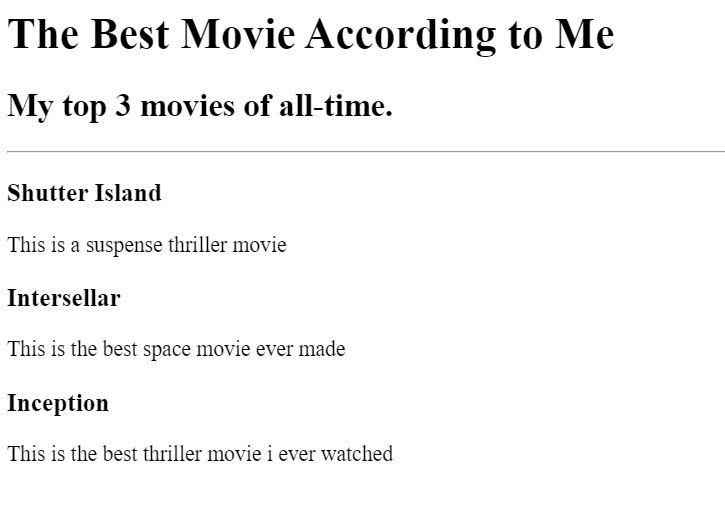 The Best Movie According to Me
My top 3 movies of all-time.
Shutter Island
This is a suspense thriller movie
Intersellar
This is the best space movie ever made
Inception
This is the best thriller movie i ever watched